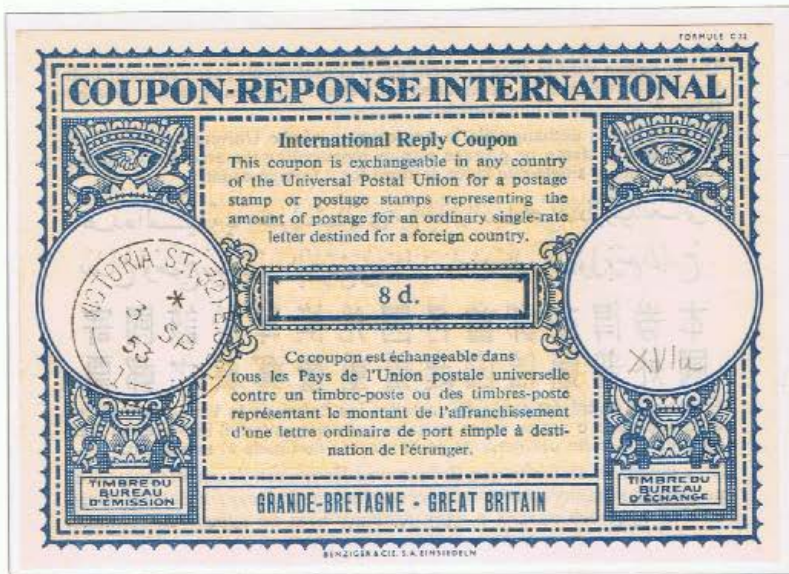 FORMULE C 22
COUPON-REPONSE INTERNATIONAL
International Reply Coupon
This coupon is exchangeable in any country
of the Universal Postal Union for a postage
stamp or postage stamps representing the
amount of postage for an ordinary single-rate
letter destined for a foreign country.
VICTORIA ST (32)
*
3 SP
53
8 d.
XVIu
Ce coupon est échangeable dans
tous les Pays de l'Union postale universelle
contre un timbre-poste ou des timbres-poste
représentant le montant de l'affranchissement
d'une lettre ordinaire de port simple à desti-
nation de l'étranger.
TIMBRE DU
BUREAU
D'EMISSION
TIMBRE DU
BUREAU
D'ÉCHANGE
GRANDE-BRETAGNE - GREAT BRITAIN
BENZIGER & CIE. S.A. EINSIEDELN